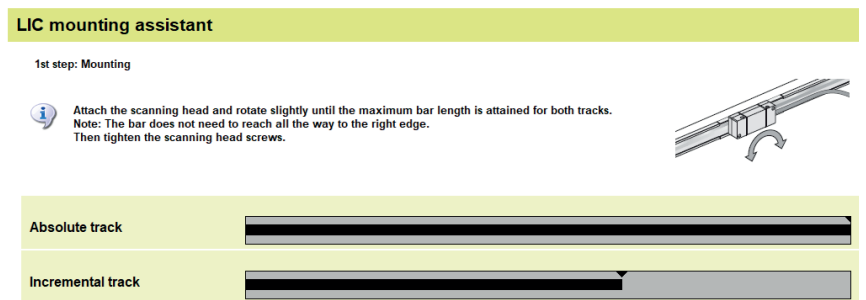 LIC mounting assistant
1st step: Mounting
Attach the scanning head and rotate slightly until the maximum bar length is attained for both tracks.
Note: The bar does not need to reach all the way to the right edge.
Then tighten the scanning head screws.
Absolute track
Incremental track